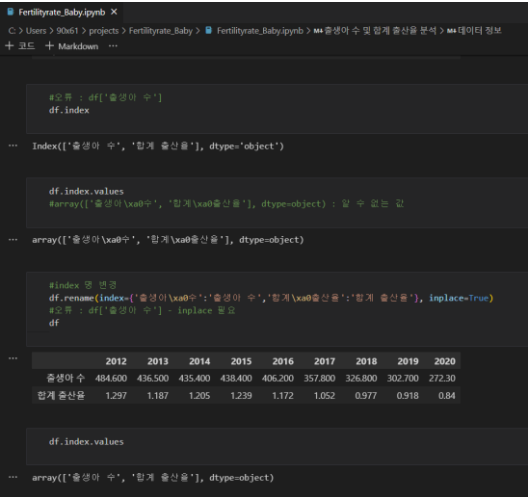 Fertilityrate_Baby.ipynb ×
C: > Users > 90x61 > projects > Fertilityrate_Baby > Fertilityrate_Baby.ipynb > M↓출생아 수 및 합계 출산율 분석 > M↓데이터 정보
+ 코드 + Markdown ...
#오류 : df['출생아 수']
df.index
... Index(['출생아 수', '합계 출산율'], dtype='object')
df.index.values
#array(['출생아\xa0수', '합계\xa0출산율'], dtype=object) : 알 수 없는 값
... array(['출생아\xa0수', '합계\xa0출산율'], dtype=object)
#index 명 변경
df.rename(index={'출생아\xa0수':'출생아 수','합계\xa0출산율':'합계 출산율'}, inplace=True)
#오류 : df['출생아 수'] - inplace 필요
df
...
2012 2013 2014 2015 2016 2017 2018 2019 2020
출생아 수 484.600 436.500 435.400 438.400 406.200 357.800 326.800 302.700 272.30
합계 출산율 1.297 1.187 1.205 1.239 1.172 1.052 0.977 0.918 0.84
df.index.values
... array(['출생아 수', '합계 출산율'], dtype=object)